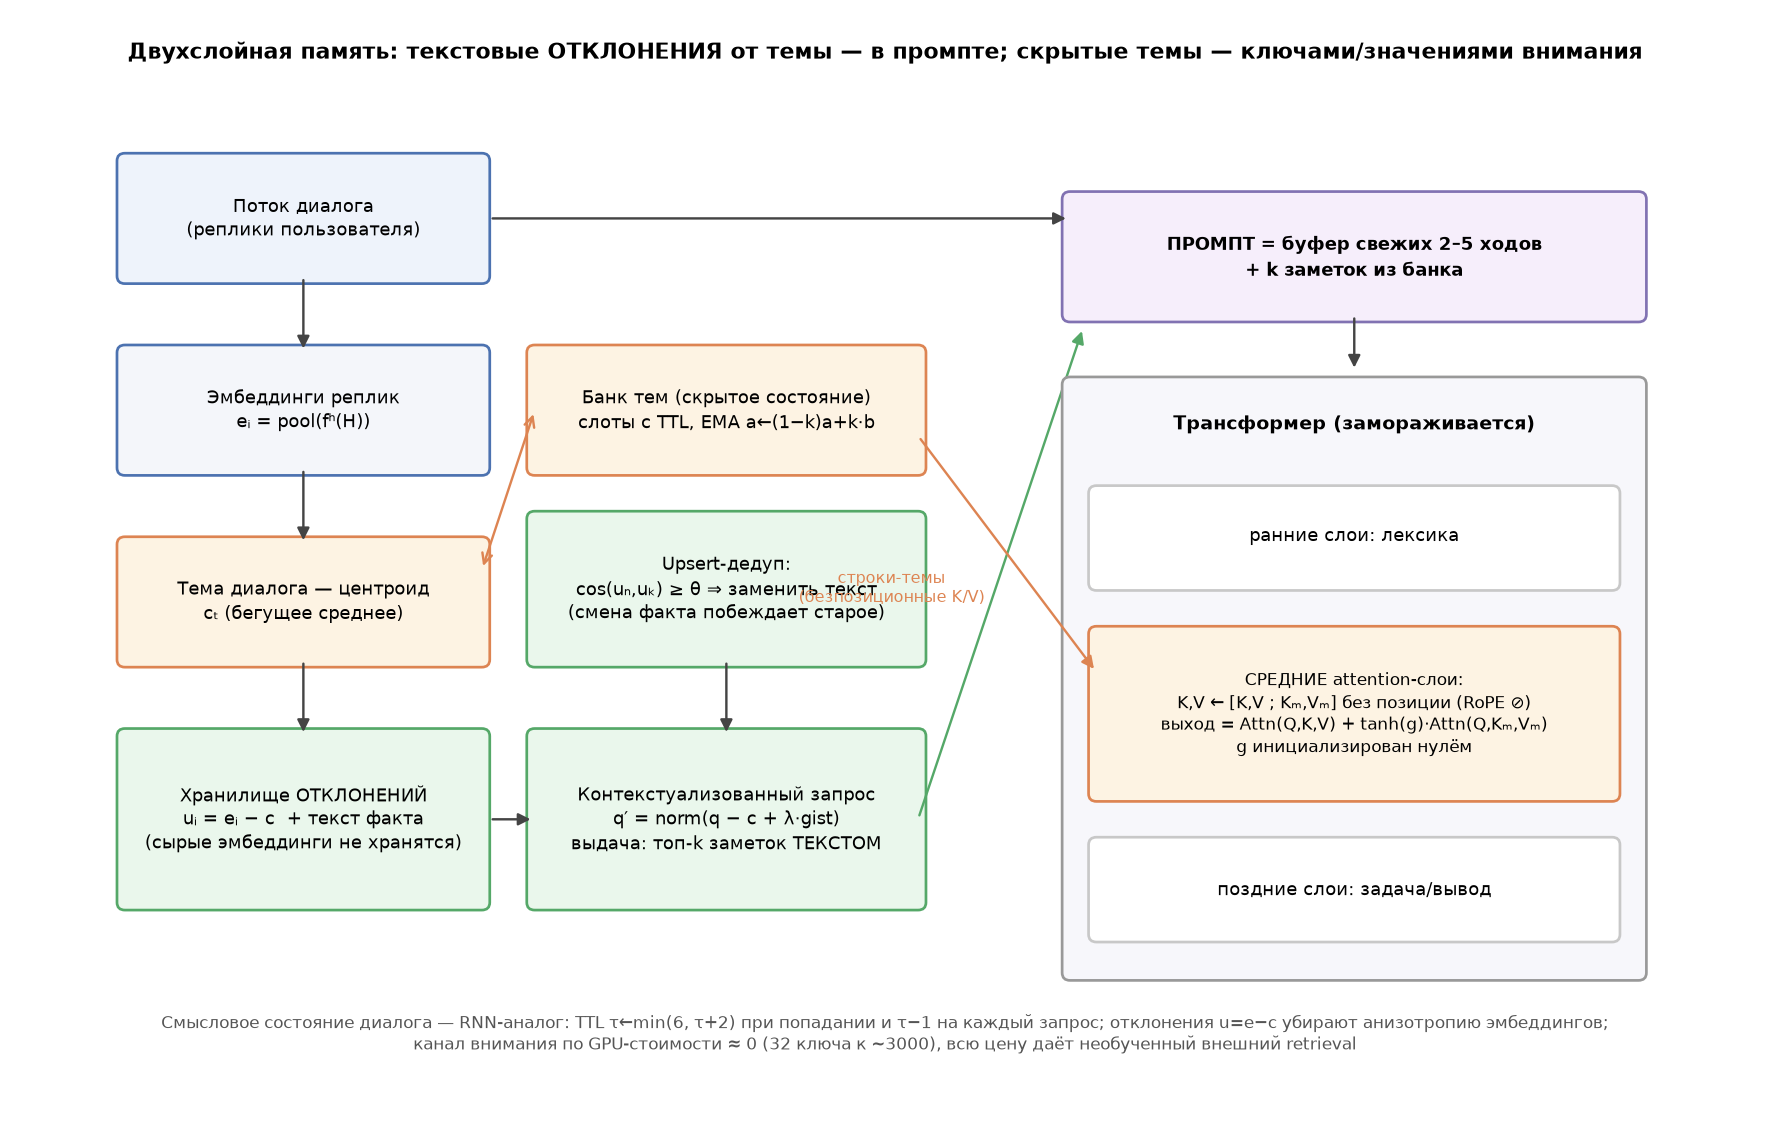 Двухслойная память: текстовые ОТКЛОНЕНИЯ от темы — в промпте; скрытые темы — ключами/значениями внимания
Поток диалога
(реплики пользователя)
ПРОМПТ = буфер свежих 2–5 ходов
+ k заметок из банка
Эмбеддинги реплик
eᵢ = pool(fʰ(H))
Банк тем (скрытое состояние)
слоты с TTL, EMA a←(1−k)a+k·b
Трансформер (замораживается)
ранние слои: лексика
Тема диалога — центроид
cₜ (бегущее среднее)
Upsert-дедуп:
cos(uₙ,uₖ) ≥ θ ⇒ заменить текст
(смена факта побеждает старое)
строки-темы
(безпозиционные K/V)
СРЕДНИЕ attention-слои:
K,V ← [K,V ; Kₘ,Vₘ] без позиции (RoPE ⊘)
выход = Attn(Q,K,V) + tanh(g)·Attn(Q,Kₘ,Vₘ)
g инициализирован нулём
Хранилище ОТКЛОНЕНИЙ
uᵢ = eᵢ − c + текст факта
(сырые эмбеддинги не хранятся)
Контекстуализованный запрос
q′ = norm(q − c + λ·gist)
выдача: топ-k заметок ТЕКСТОМ
поздние слои: задача/вывод
Смысловое состояние диалога — RNN-аналог: TTL τ←min(6, τ+2) при попадании и τ−1 на каждый запрос; отклонения u=e−c убирают анизотропию эмбеддингов;
канал внимания по GPU-стоимости ≈ 0 (32 ключа к ~3000), всю цену даёт необученный внешний retrieval